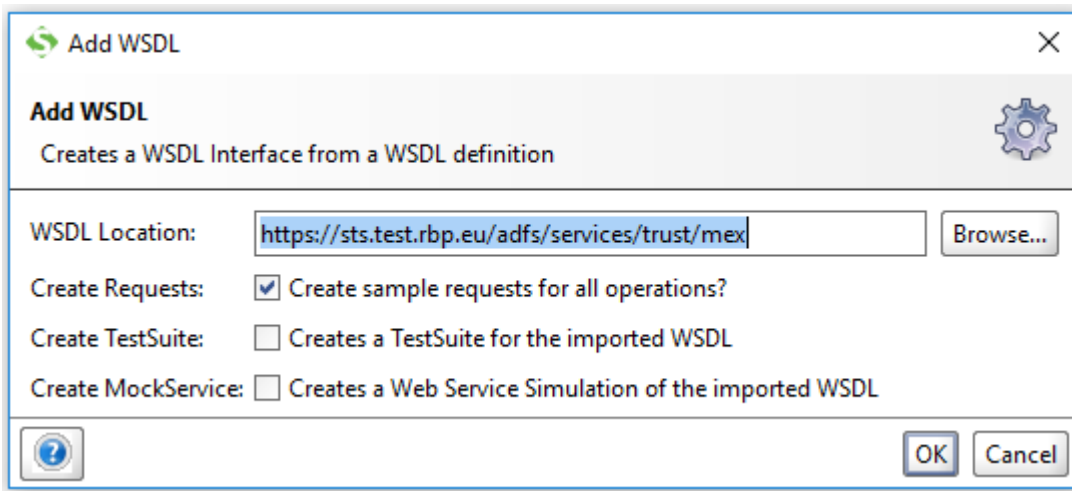 Add WSDL
Add WSDL
Creates a WSDL Interface from a WSDL definition
WSDL Location: https://sts.test.rbp.eu/adfs/services/trust/mex Browse...
Create Requests: Create sample requests for all operations?
Create TestSuite: Creates a TestSuite for the imported WSDL
Create MockService: Creates a Web Service Simulation of the imported WSDL
? OK Cancel